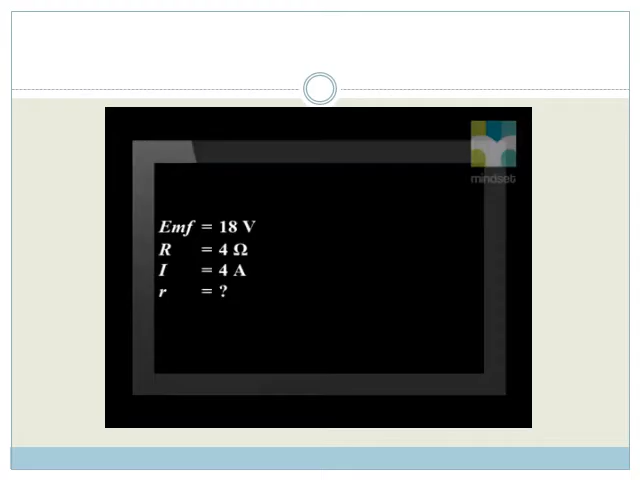 mindset
Emf = 18 V
R = 4 Ω
I = 4 A
r = ?